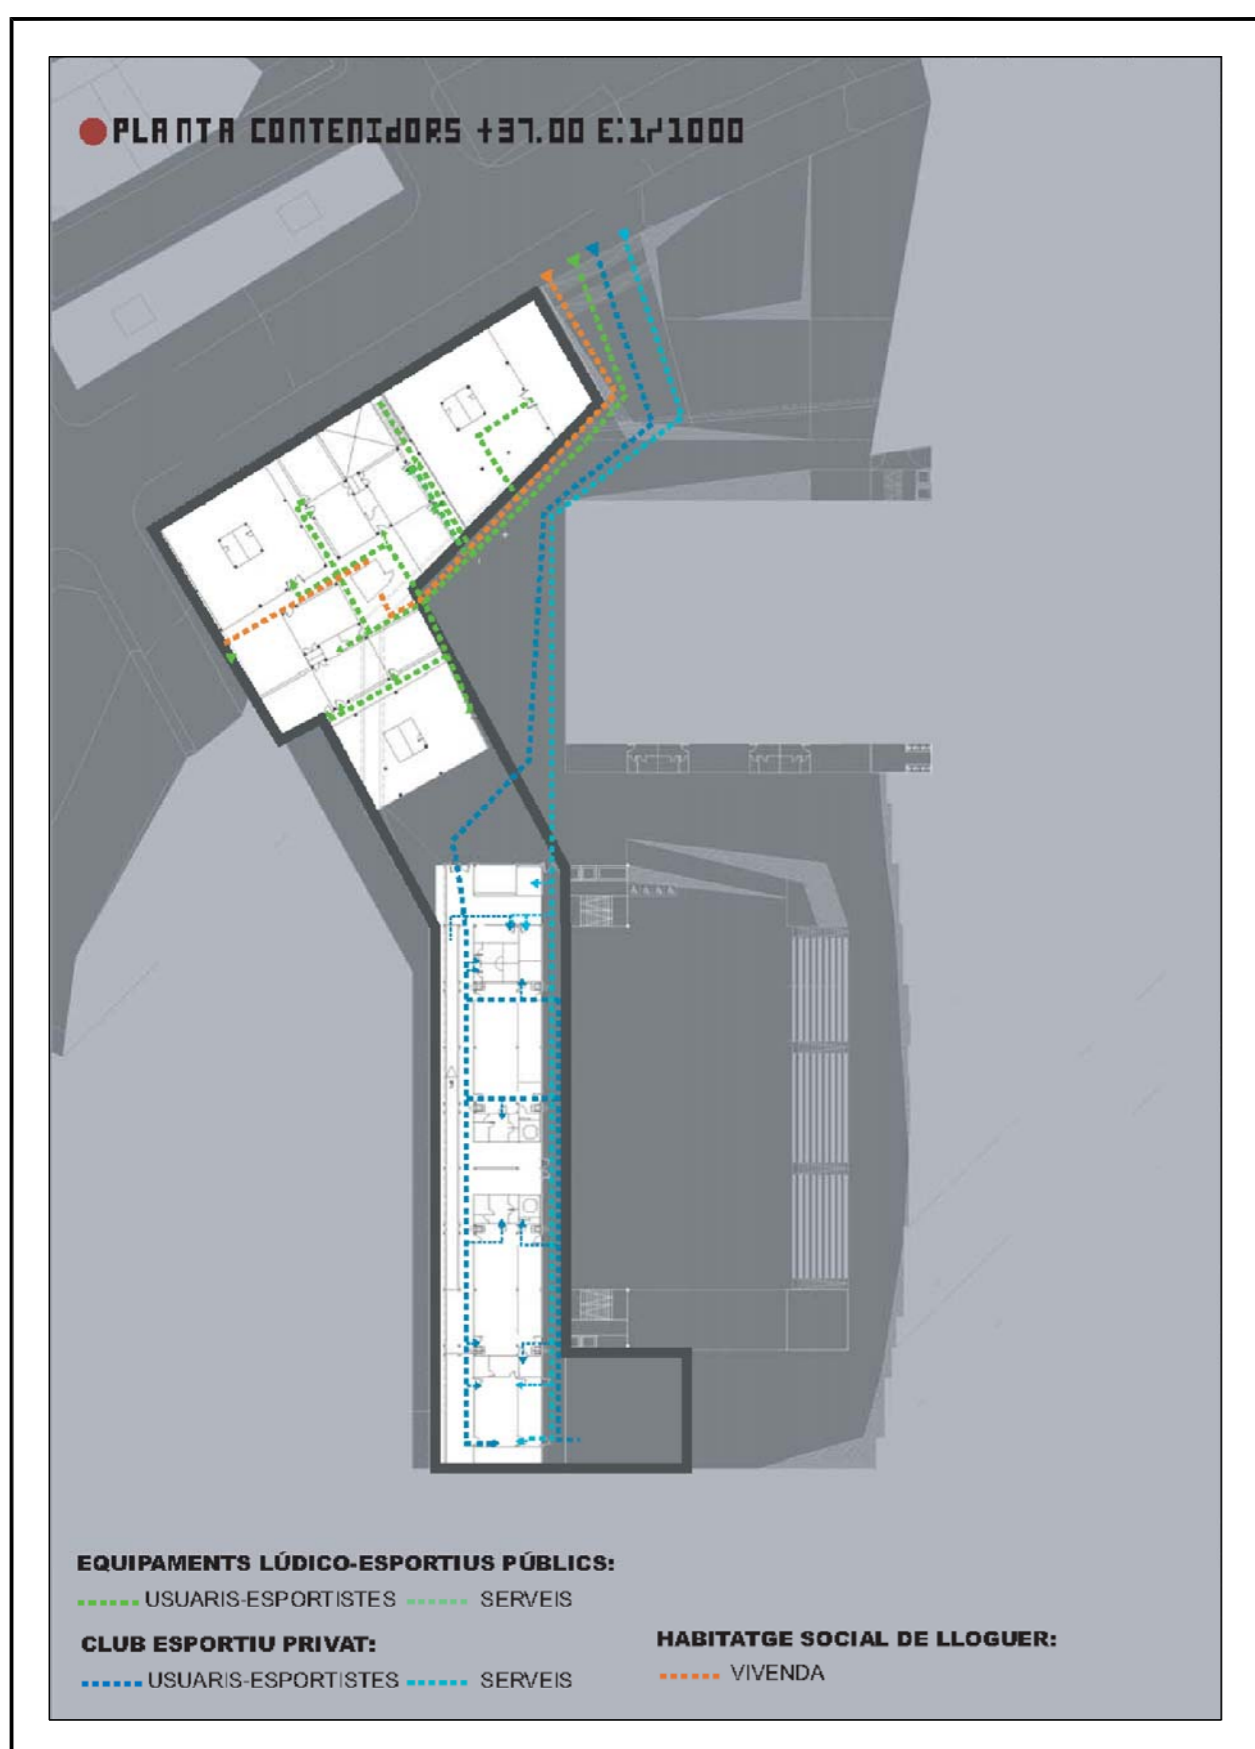 PLANTA CONTENIdORS +37.00 E:1/1000
EQUIPAMENTS LÚDICO-ESPORTIUS PÚBLICS:
USUARIS-ESPORTISTES SERVEIS
CLUB ESPORTIU PRIVAT:
USUARIS-ESPORTISTES SERVEIS
HABITATGE SOCIAL DE LLOGUER:
VIVENDA